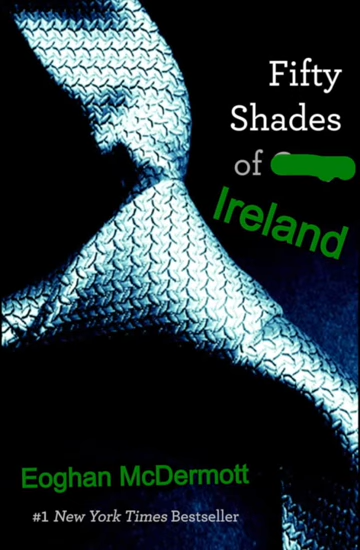 Fifty
Shades
of
Ireland
Eoghan McDermott
#1 New York Times Bestseller